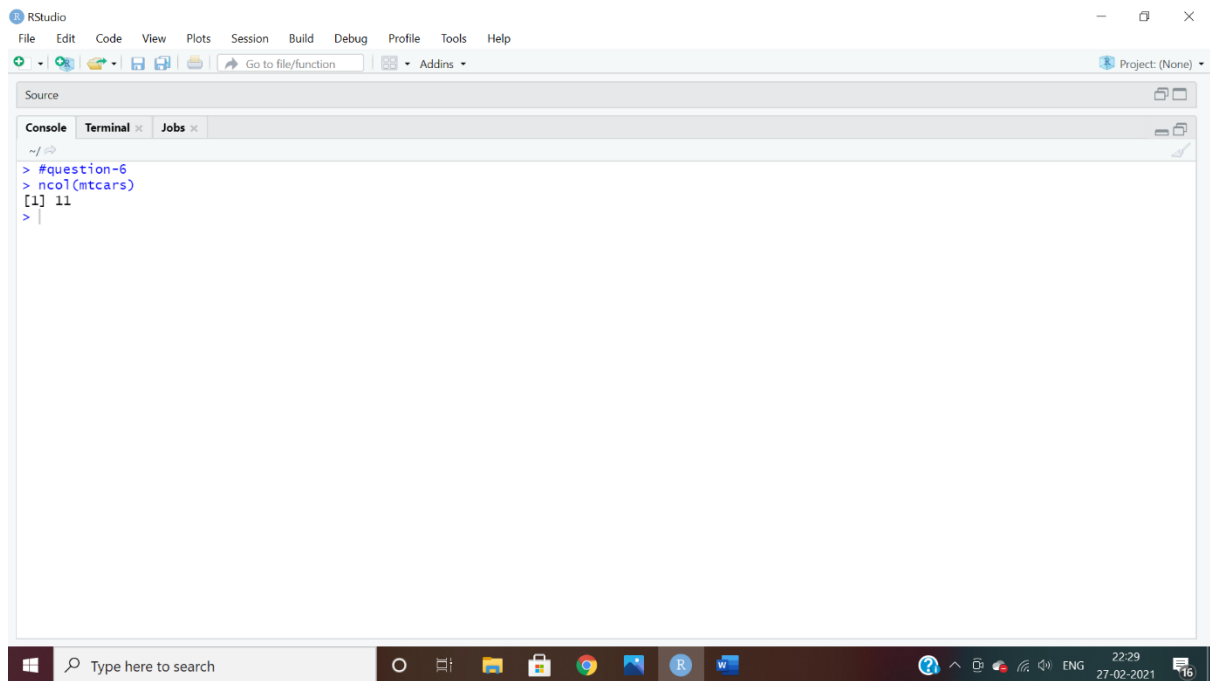 RStudio
File Edit Code View Plots Session Build Debug Profile Tools Help
Go to file/function Addins Project: (None)
Source
Console Terminal Jobs
~/
> #question-6
> ncol(mtcars)
[1] 11
>
Type here to search ENG 22:29
27-02-2021 16